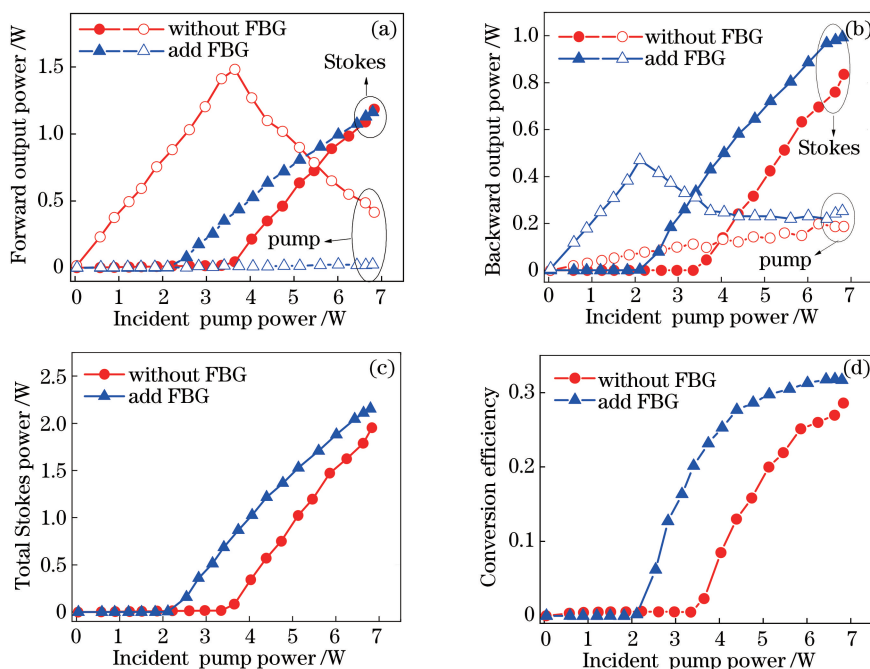 without FBG
add FBG
(a)
Stokes
pump
1.5
1.0
0.5
0
0 1 2 3 4 5 6 7
Forward output power /W
Incident pump power /W
without FBG
add FBG
(b)
Stokes
pump
1.0
0.8
0.6
0.4
0.2
0
0 1 2 3 4 5 6 7
Backward output power /W
Incident pump power /W
without FBG
add FBG
(c)
2.5
2.0
1.5
1.0
0.5
0
0 1 2 3 4 5 6 7
Total Stokes power /W
Incident pump power /W
without FBG
add FBG
(d)
0.3
0.2
0.1
0
0 1 2 3 4 5 6 7
Conversion efficiency
Incident pump power /W